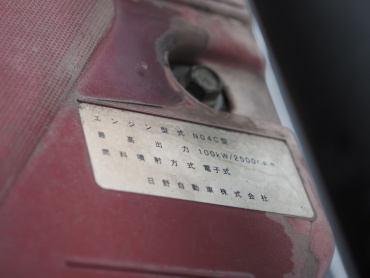 エンジン型式 N04C型
最高出力 100kW/2500r.p.m
燃料噴射方式 電子式
日野自動車株式会社